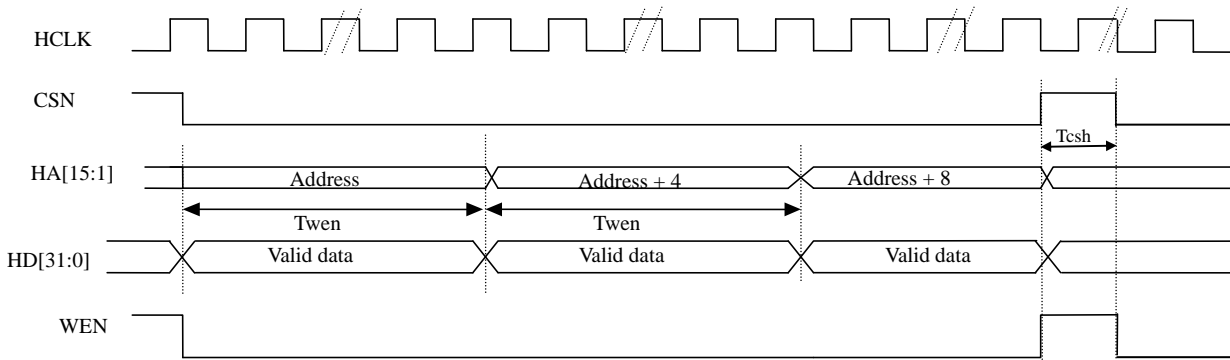 HCLK
CSN
Tcsh
HA[15:1]
Address
Address + 4
Address + 8
Twen
Twen
HD[31:0]
Valid data
Valid data
Valid data
WEN